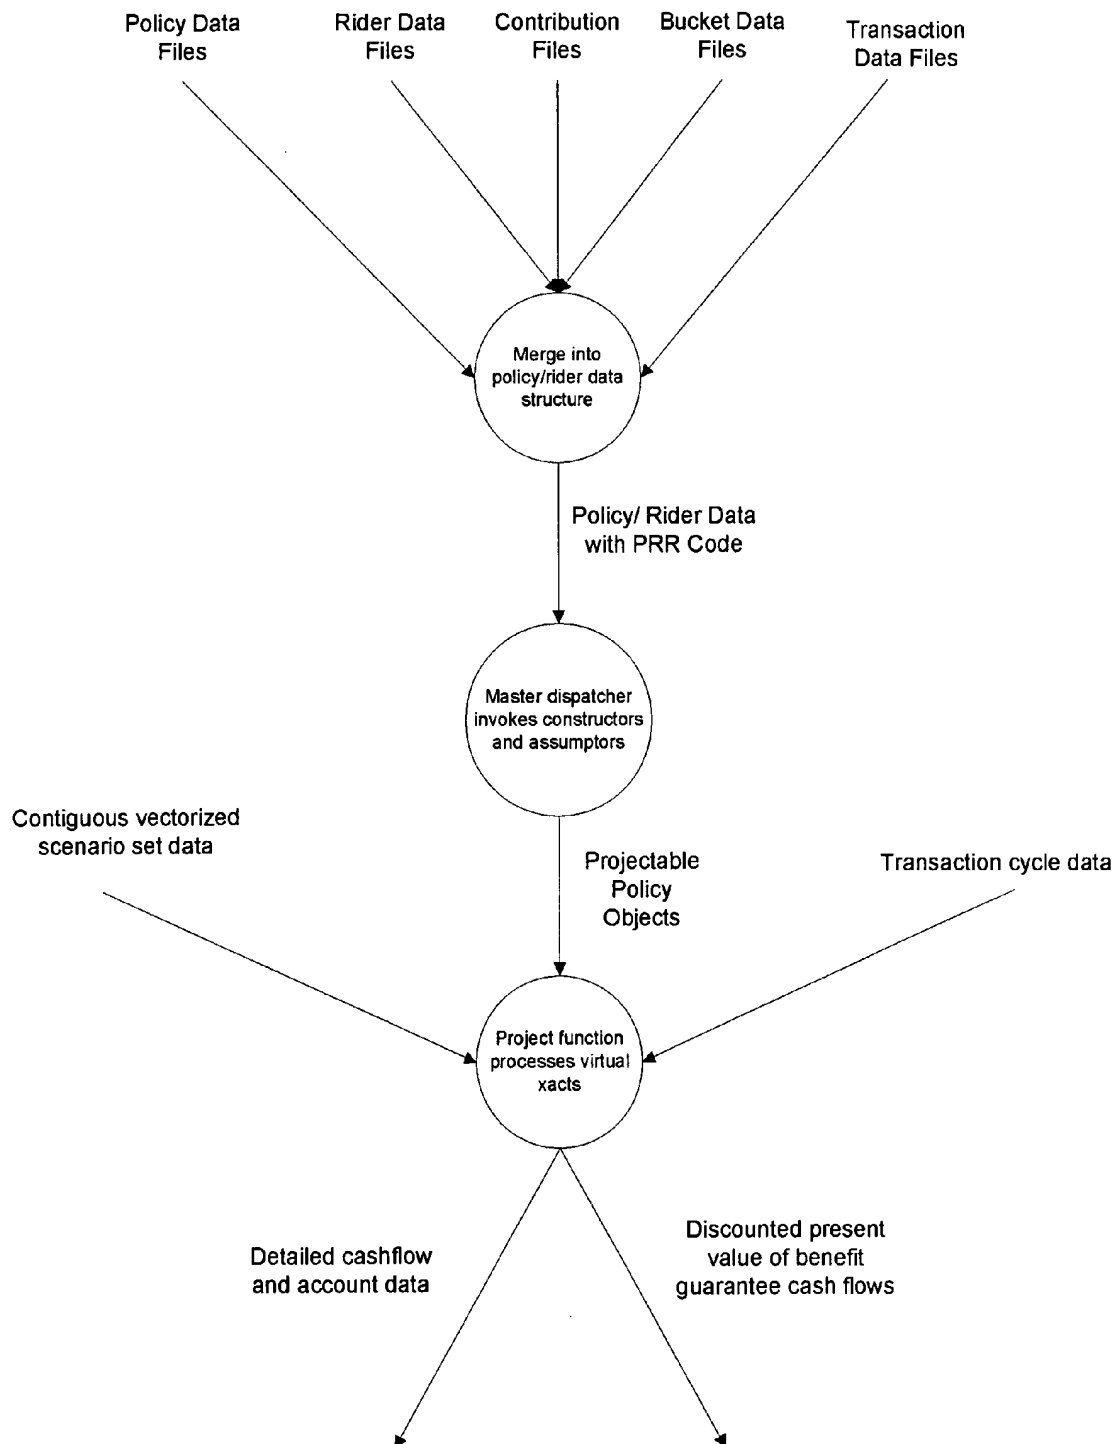 Policy Data
Files
Rider Data
Files
Contribution
Files
Bucket Data
Files
Transaction
Data Files
Merge into
policy/rider data
structure
Policy/ Rider Data
with PRR Code
Master dispatcher
invokes constructors
and assumptors
Contiguous vectorized
scenario set data
Projectable
Policy
Objects
Transaction cycle data
Project function
processes virtual
xacts
Detailed cashflow
and account data
Discounted present
value of benefit
guarantee cash flows